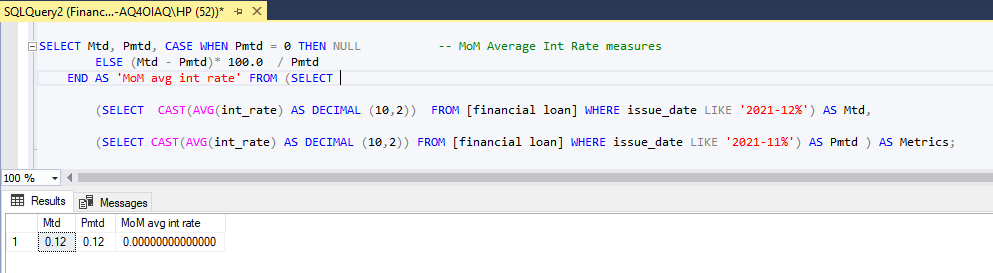 SQLQuery2 (Financ...-AQ4OIAQ\HP (52))*
SELECT Mtd, Pmtd, CASE WHEN Pmtd = 0 THEN NULL -- MoM Average Int Rate measures
ELSE (Mtd - Pmtd)* 100.0 / Pmtd
END AS 'MoM avg int rate' FROM (SELECT
(SELECT CAST(AVG(int_rate) AS DECIMAL (10,2)) FROM [financial loan] WHERE issue_date LIKE '2021-12%') AS Mtd,
(SELECT CAST(AVG(int_rate) AS DECIMAL (10,2)) FROM [financial loan] WHERE issue_date LIKE '2021-11%') AS Pmtd ) AS Metrics;
100 %
Results Messages
Mtd Pmtd MoM avg int rate
1 0.12 0.12 0.00000000000000